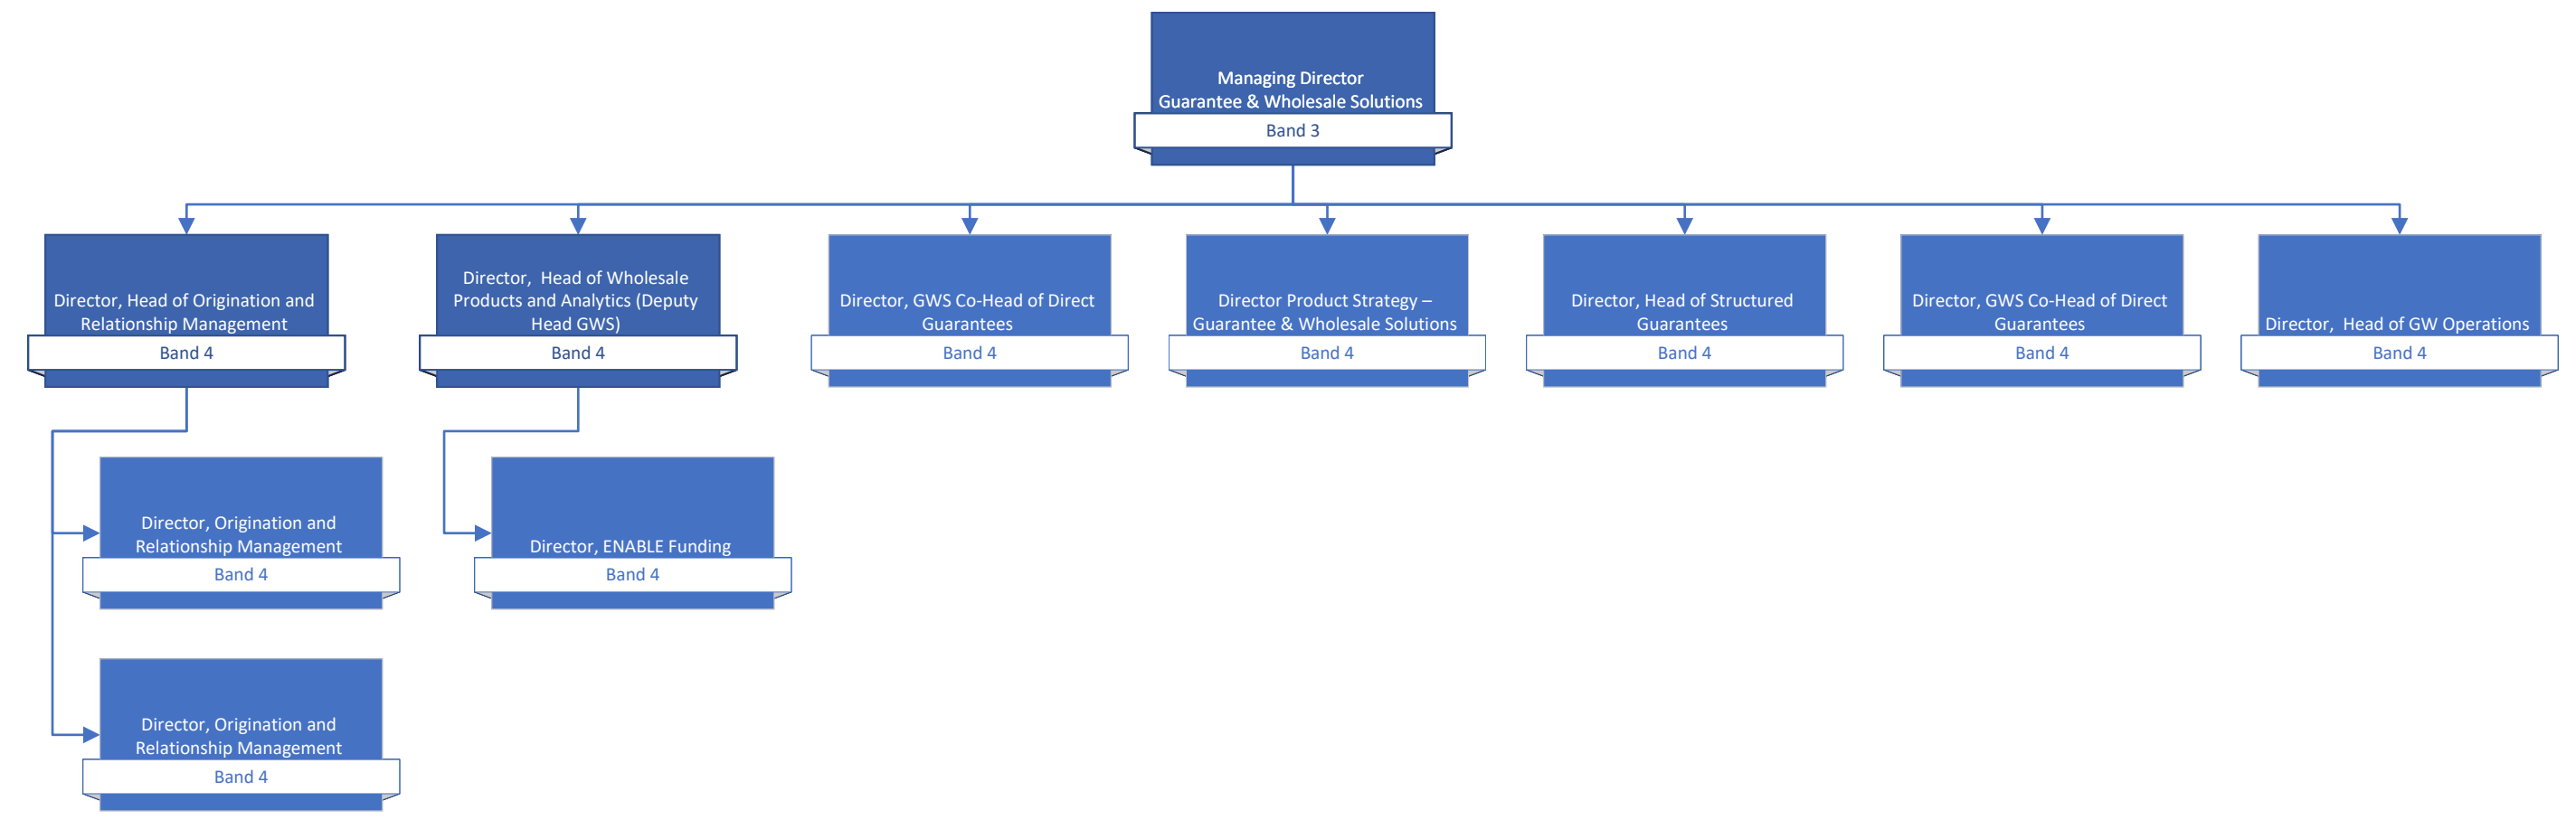 Managing Director
Guarantee & Wholesale Solutions
Band 3
Director, Head of Origination and
Relationship Management
Band 4
Director,  Head of Wholesale
Products and Analytics (Deputy
Head GWS)
Band 4
Director, GWS Co-Head of Direct
Guarantees
Band 4
Director Product Strategy –
Guarantee & Wholesale Solutions
Band 4
Director, Head of Structured
Guarantees
Band 4
Director, GWS Co-Head of Direct
Guarantees
Band 4
Director,  Head of GW Operations
Band 4
Director, Origination and
Relationship Management
Band 4
Director, ENABLE Funding
Band 4
Director, Origination and
Relationship Management
Band 4